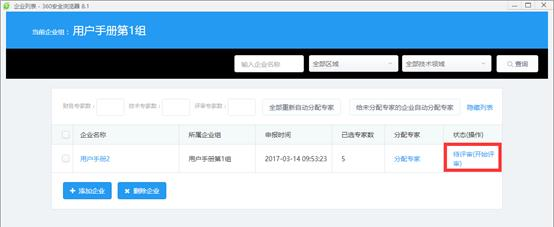 企业列表 - 360安全浏览器 8.1
当前企业组：用户手册第1组
输入企业名称 全部区域 全部技术领域 查询
财务专家数： 技术专家数： 评审专家数： 全部重新自动分配专家 给未分配专家的企业自动分配专家 隐藏列表
企业名称 所属企业组 申报时间 已选专家数 分配专家 状态(操作)
用户手册2 用户手册第1组 2017-03-14 09:53:23 5 分配专家 待评审(开始评
审)
添加企业 删除企业